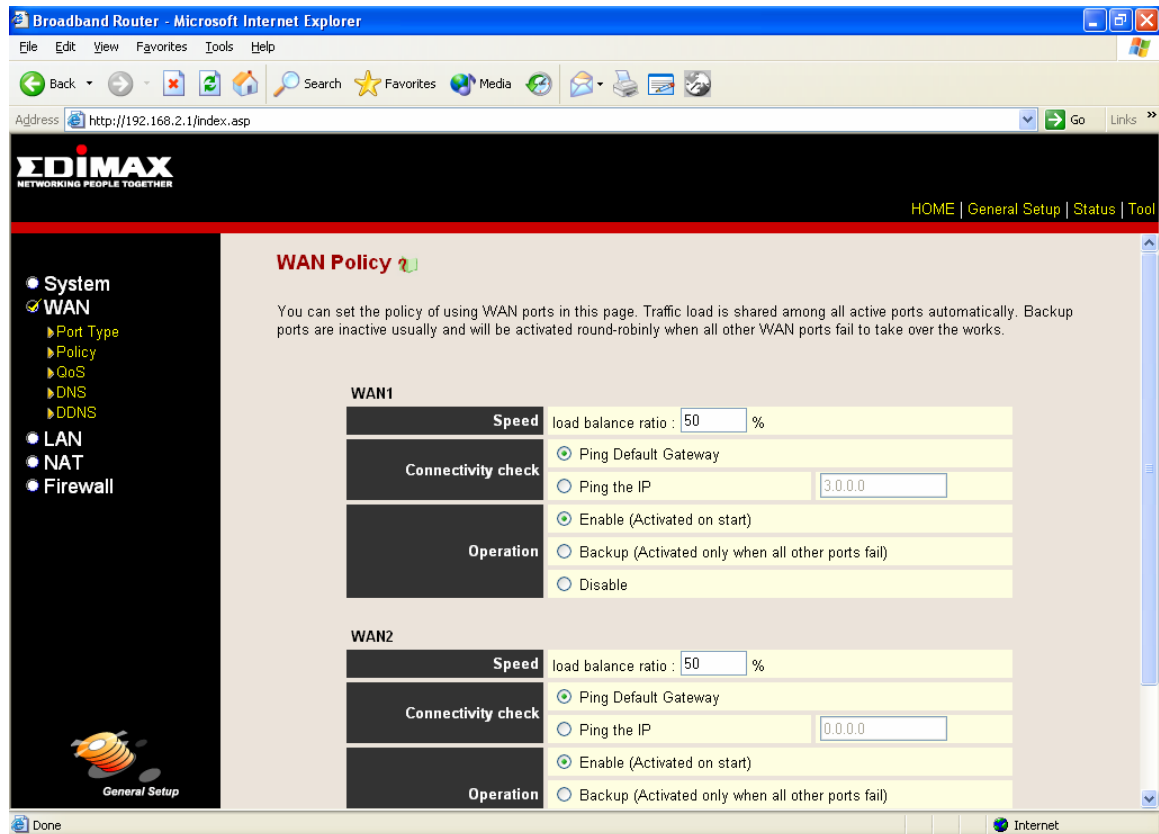 Broadband Router - Microsoft Internet Explorer
File Edit View Favorites Tools Help
Back Search Favorites Media
Address http://192.168.2.1/index.asp Go Links »
EDIMAX
NETWORKING PEOPLE TOGETHER
HOME | General Setup | Status | Tool
System
WAN
Port Type
Policy
QoS
DNS
DDNS
LAN
NAT
Firewall
General Setup
WAN Policy
You can set the policy of using WAN ports in this page. Traffic load is shared among all active ports automatically. Backup
ports are inactive usually and will be activated round-robinly when all other WAN ports fail to take over the works.
WAN1
Speed load balance ratio : 50 %
Connectivity check
Ping Default Gateway
Ping the IP 3.0.0.0
Operation
Enable (Activated on start)
Backup (Activated only when all other ports fail)
Disable
WAN2
Speed load balance ratio : 50 %
Connectivity check
Ping Default Gateway
Ping the IP 0.0.0.0
Operation
Enable (Activated on start)
Backup (Activated only when all other ports fail)
Done Internet